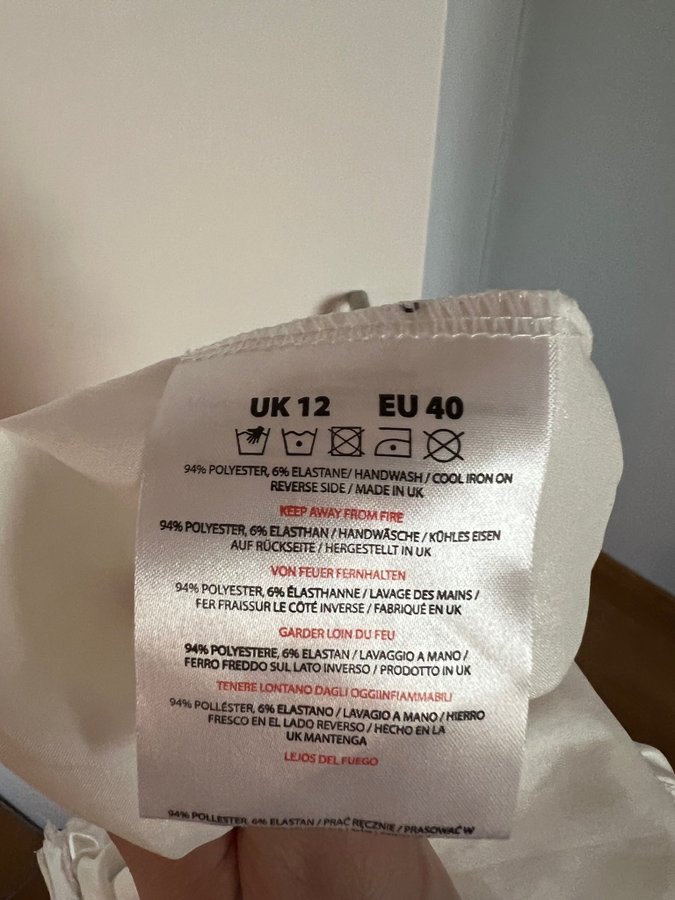 UK 12 EU 40
94% POLYESTER, 6% ELASTANE/ HANDWASH / COOL IRON ON
REVERSE SIDE / MADE IN UK
KEEP AWAY FROM FIRE
94% POLYESTER, 6% ELASTHAN / HANDWÄSCHE / KÜHLES EISEN
AUF RÜCKSEITE / HERGESTELLT IN UK
VON FEUER FERNHALTEN
94% POLYESTER, 6% ÉLASTHANNE / LAVAGE DES MAINS /
FER FRAISSUR LE CÔTÉ INVERSE / FABRIQUÉ EN UK
GARDER LOIN DU FEU
94% POLYESTERE, 6% ELASTAN / LAVAGGIO A MANO /
FERRO FREDDO SUL LATO INVERSO / PRODOTTO IN UK
TENERE LONTANO DAGLI OGGIINFIAMMABILI
94% POLLÉSTER, 6% ELASTANO / LAVAGIO A MANO / HIERRO
FRESCO EN EL LADO REVERSO / HECHO EN LA
UK MANTENGA
LEJOS DEL FUEGO
94% POLLESTER, 6% ELASTAN / PRAĆ RĘCZNIE / PRASOWAĆ W